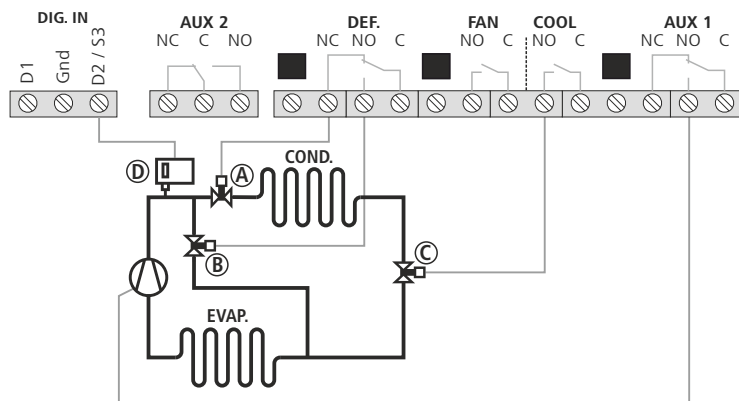 DIG. IN AUX 2 DEF. FAN COOL AUX 1
D1 Gnd D2 / S3 NC C NO NC NO C NO C NO C NC NO C
D A COND.
B C
EVAP.